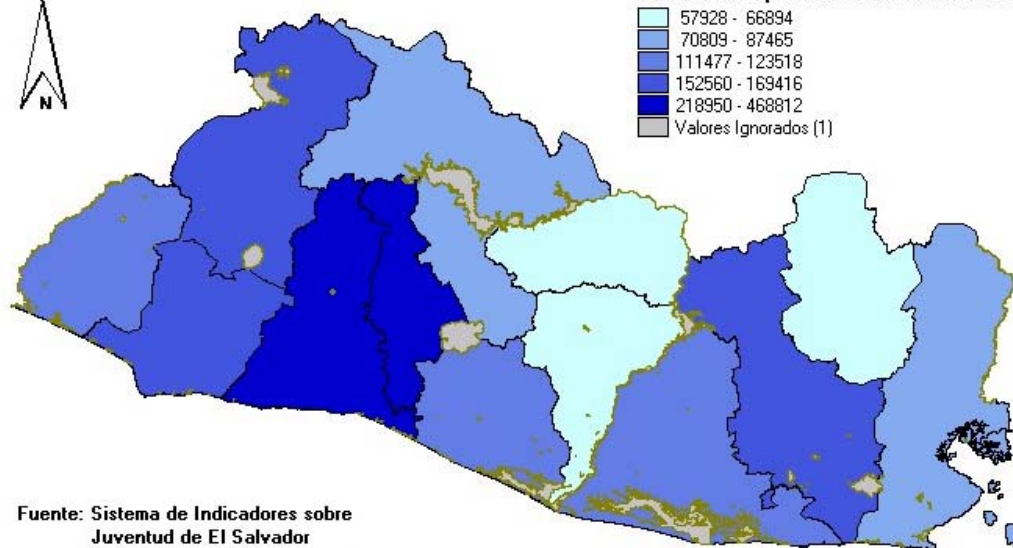 57928 - 66894
70809 - 87465
111477 - 123518
152560 - 169416
218950 - 468812
Valores Ignorados (1)
N
Fuente: Sistema de Indicadores sobre
Juventud de El Salvador